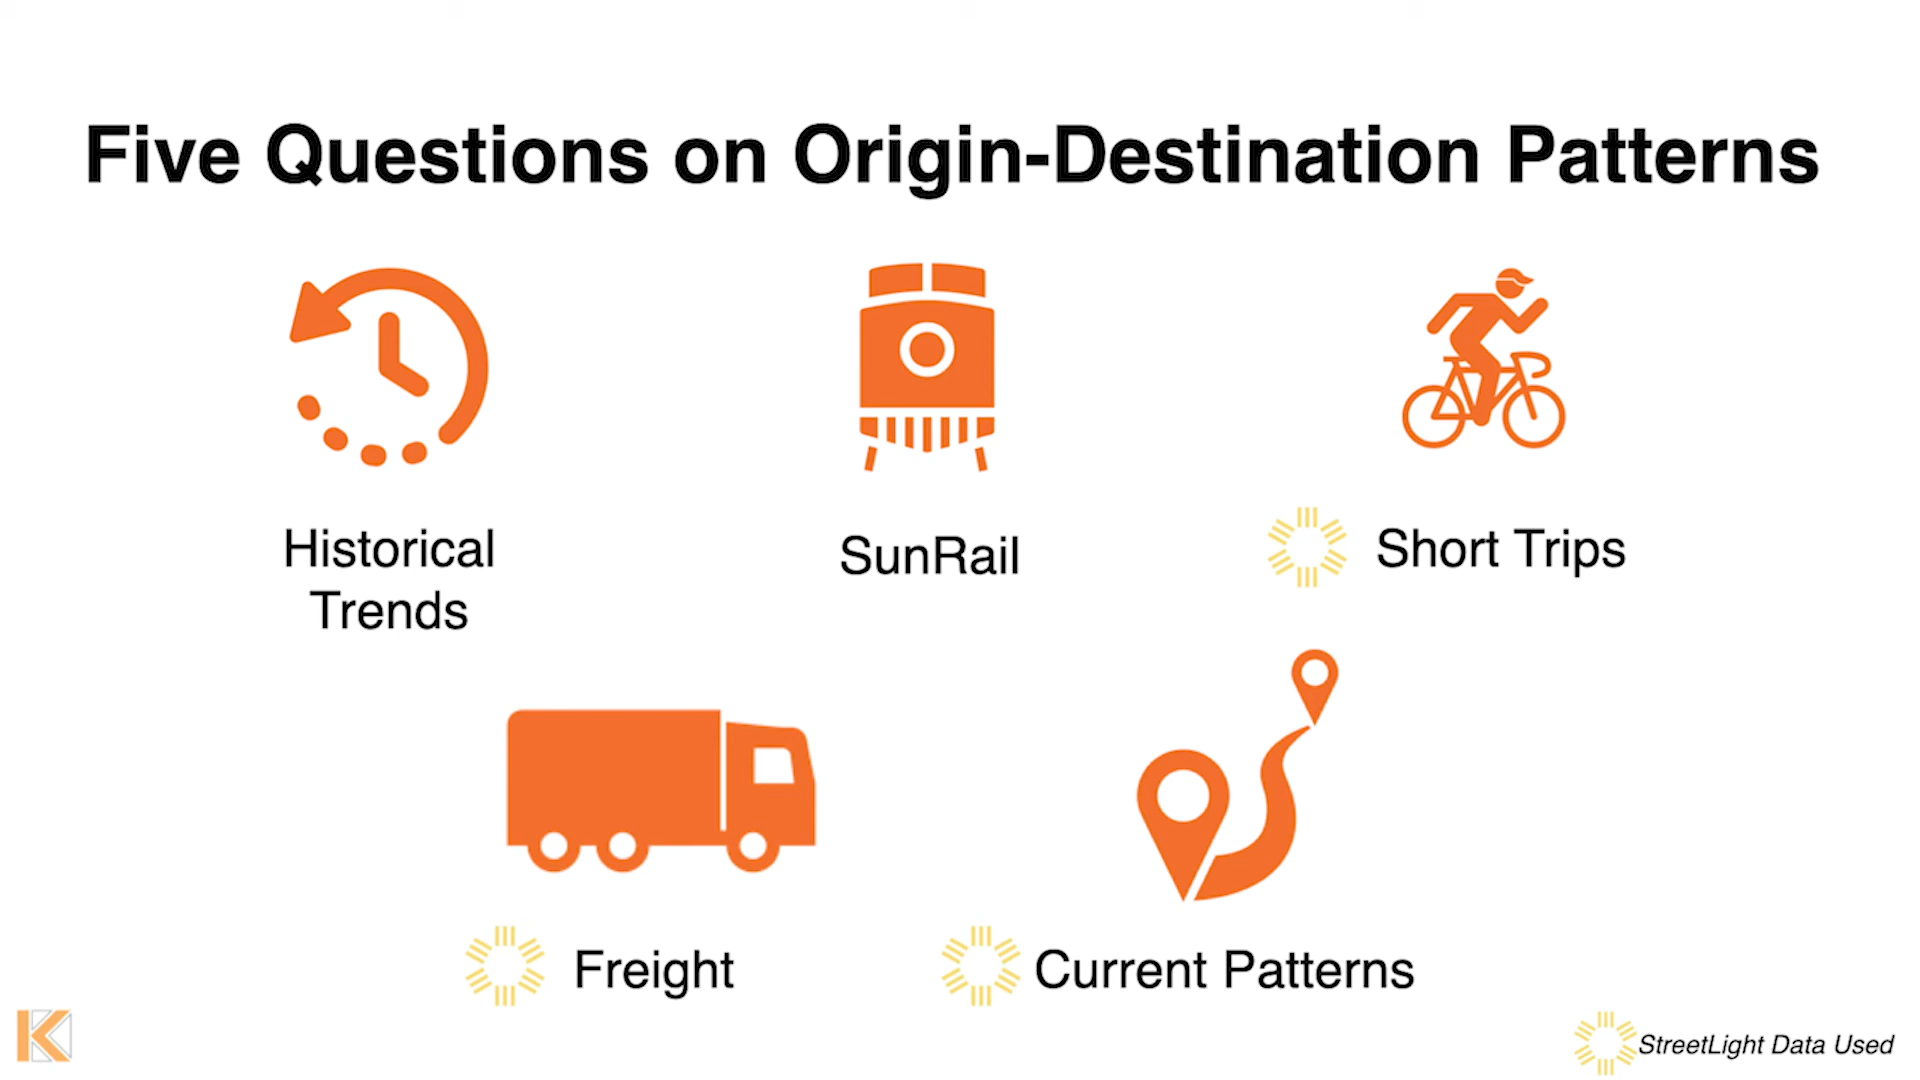 Five Questions on Origin-Destination Patterns
Historical
Trends
SunRail
Short Trips
Freight
Current Patterns
K
StreetLight Data Used